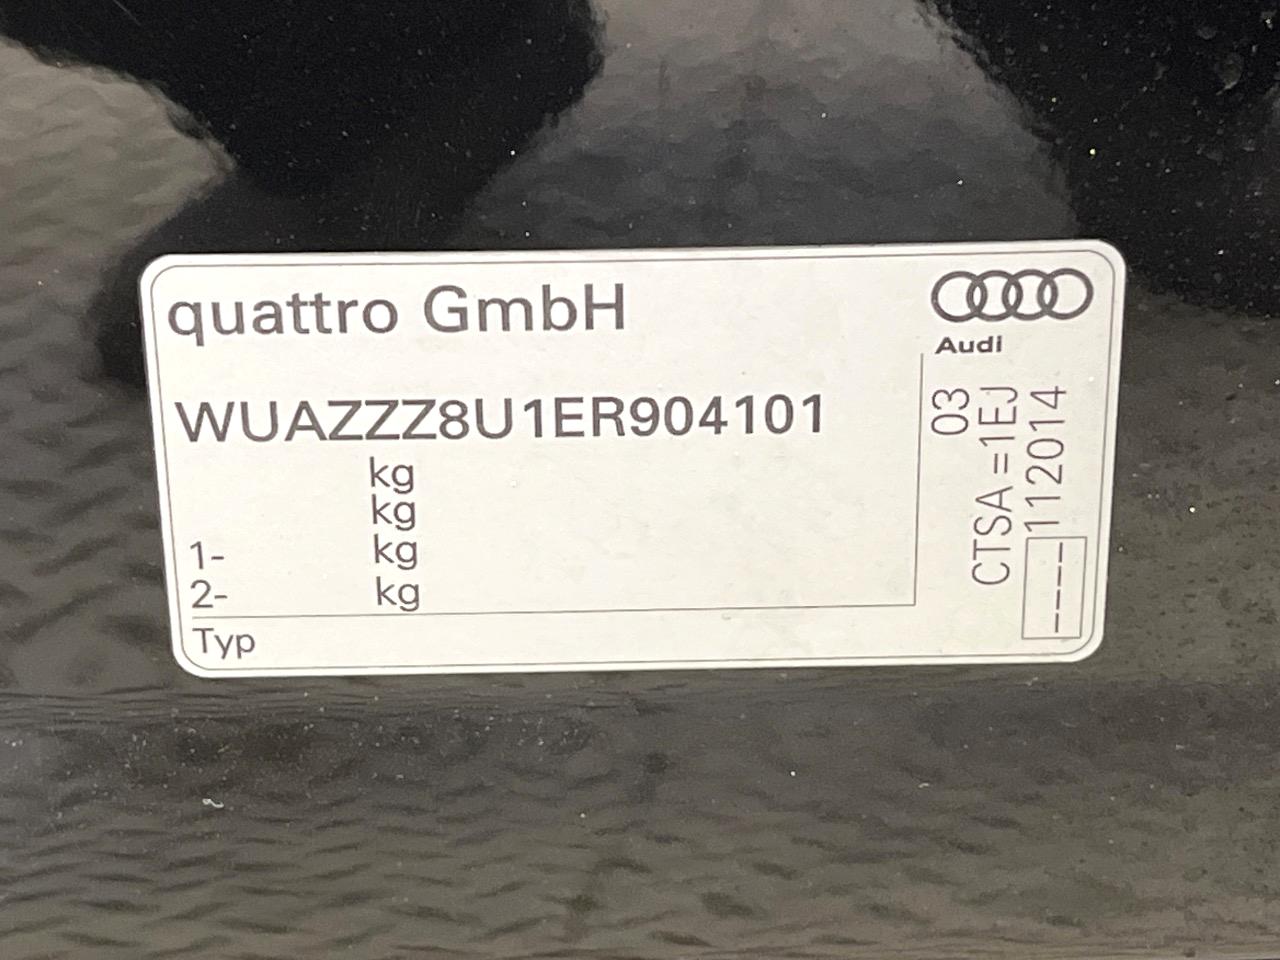 quattro GmbH
Audi
WUAZZZ8U1ER904101
kg
kg
1- kg
2- kg
Typ
03
CTSA =1EJ
-----112014